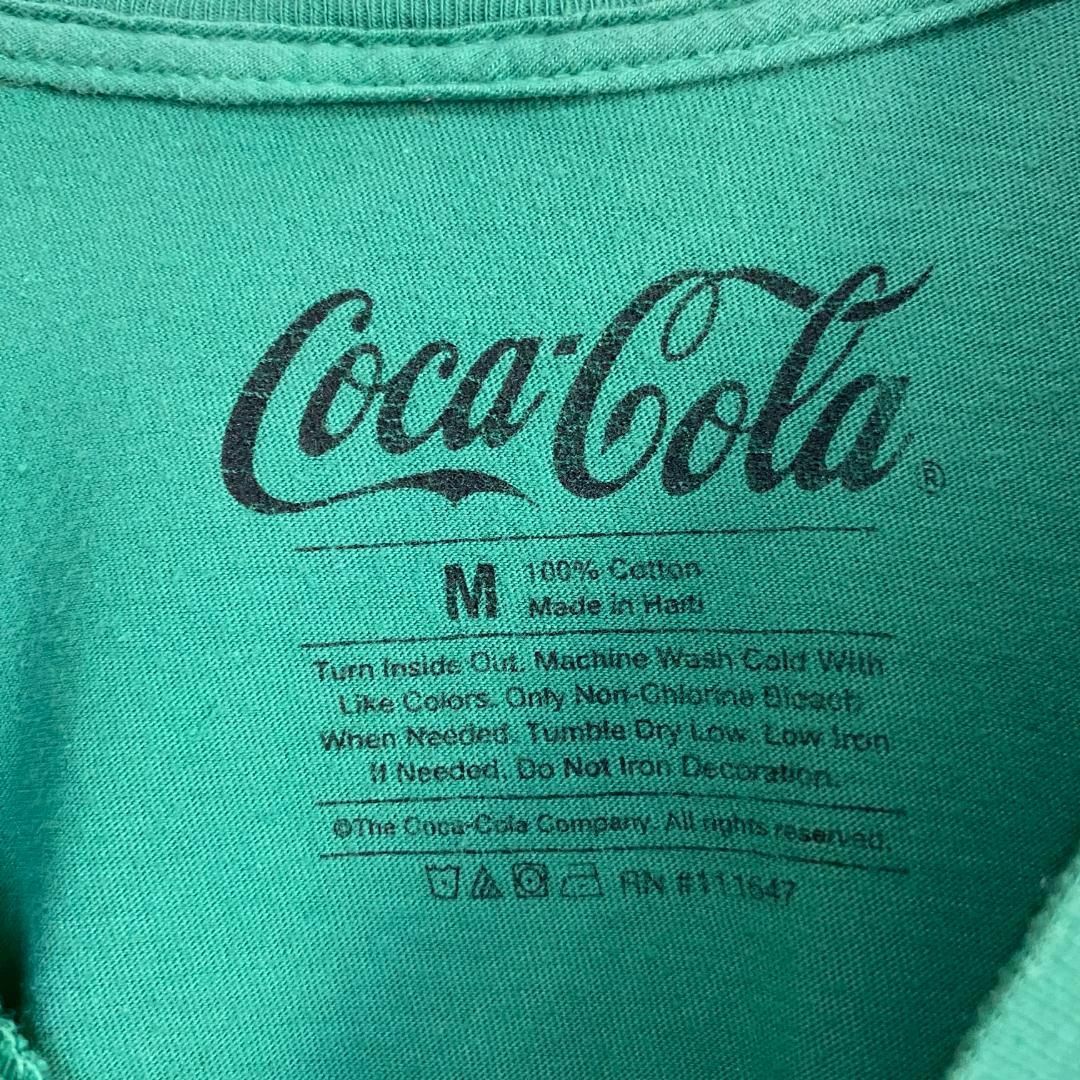 Coca-Cola ®
M 100% Cotton
Made in Haiti
Turn Inside Out. Machine Wash Cold With
Like Colors. Only Non-Chlorine Bleach
When Needed. Tumble Dry Low. Low Iron
If Needed. Do Not Iron Decoration.
©The Coca-Cola Company. All rights reserved.
RN #111647